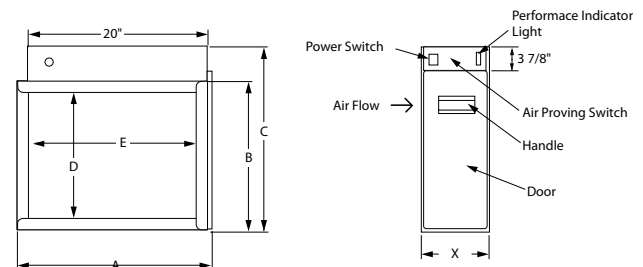 20"
E
D
B
C
A
Performace Indicator
Light
Power Switch
3 7/8"
Air Flow
Air Proving Switch
Handle
Door
X